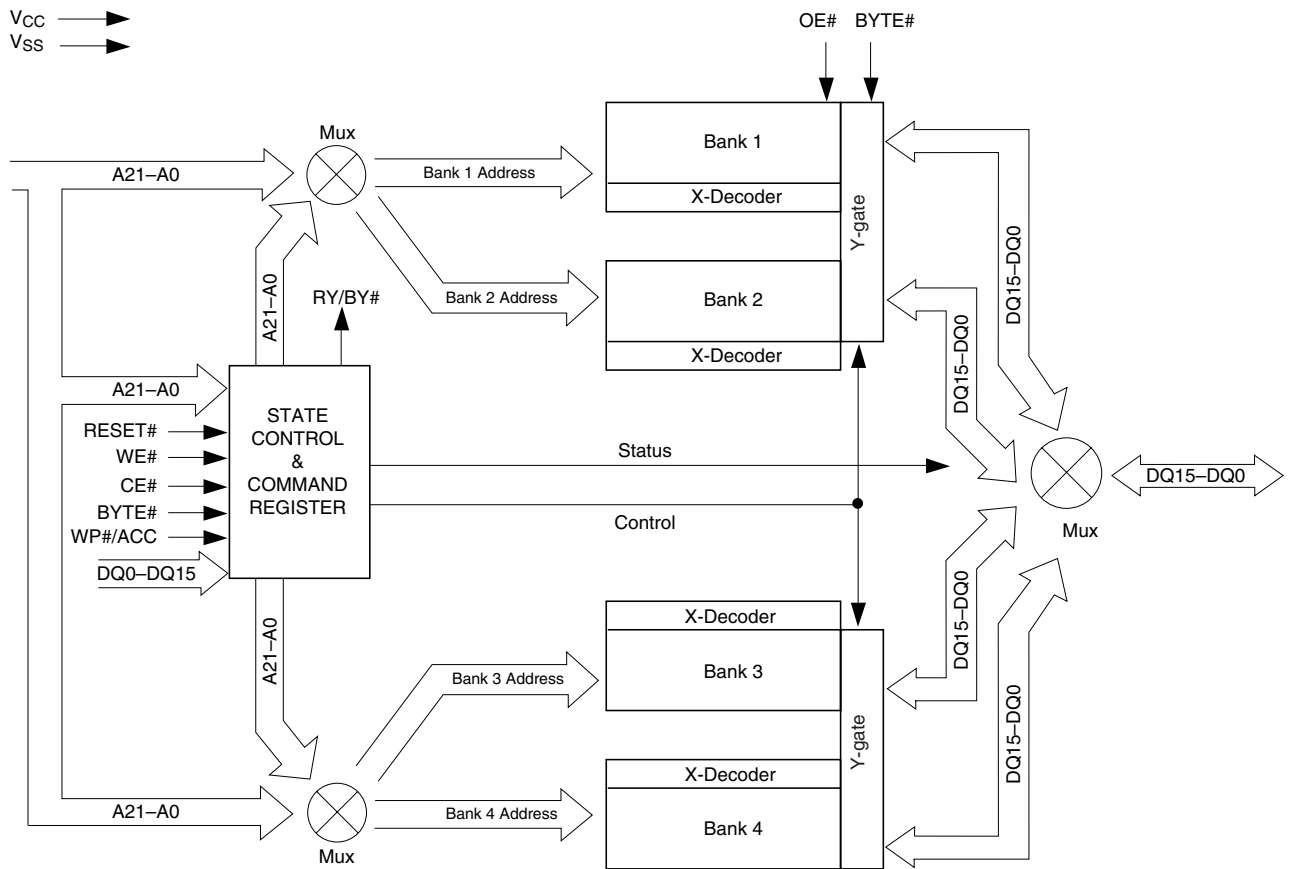 VCC
VSS
OE# BYTE#
Mux
A21–A0
Bank 1 Address
Bank 1
X-Decoder
Y-gate
DQ15–DQ0
A21–A0
RY/BY#
Bank 2 Address
Bank 2
X-Decoder
DQ15–DQ0
A21–A0
RESET#
WE#
CE#
BYTE#
WP#/ACC
DQ0–DQ15
STATE
CONTROL
&
COMMAND
REGISTER
Status
Control
DQ15–DQ0
Mux
A21–A0
Bank 3 Address
X-Decoder
Bank 3
Y-gate
DQ15–DQ0
DQ15–DQ0
A21–A0
Mux
Bank 4 Address
X-Decoder
Bank 4